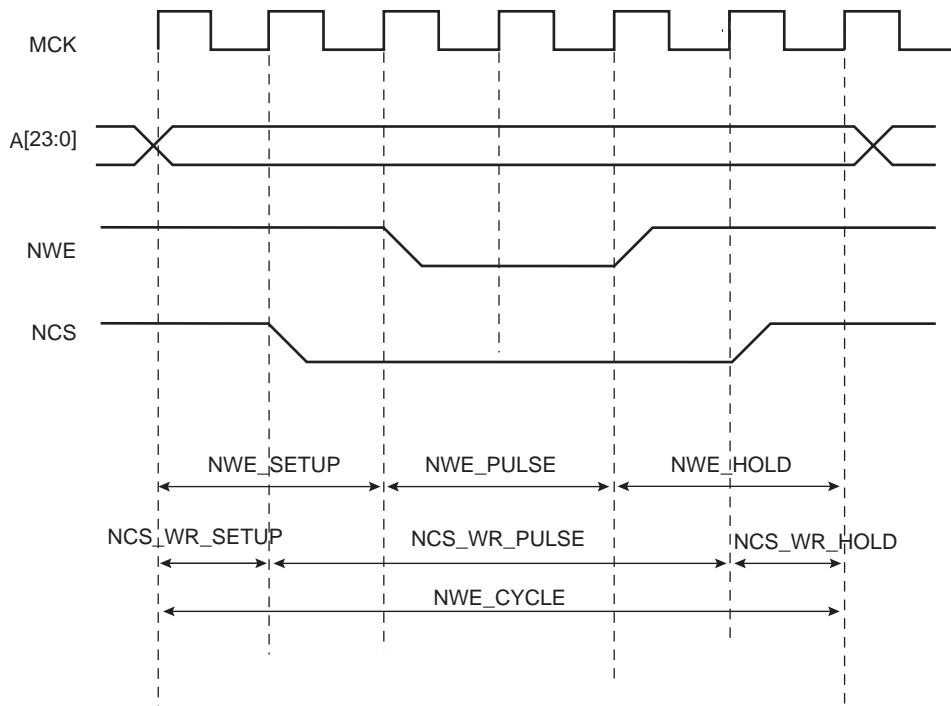 MCK
A[23:0]
NWE
NCS
NWE_SETUP NWE_PULSE NWE_HOLD
NCS_WR_SETUP NCS_WR_PULSE NCS_WR_HOLD
NWE_CYCLE